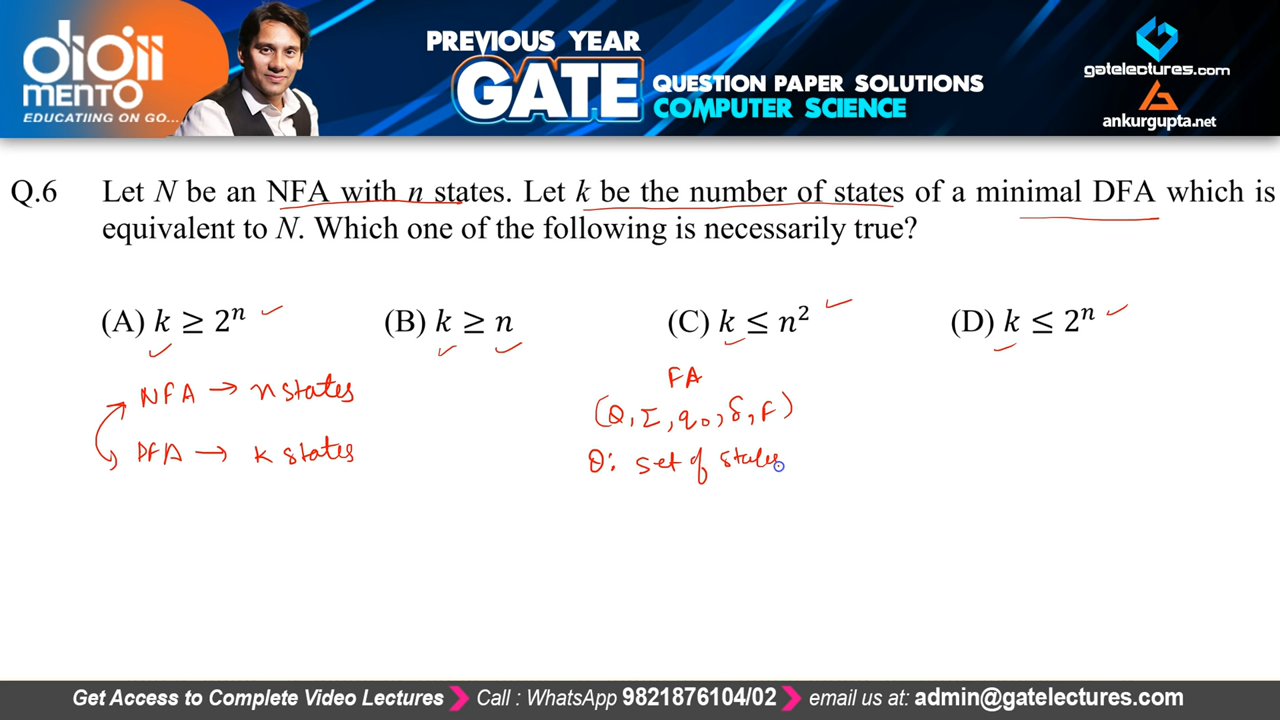 digii
MENTO
EDUCATIING ON GO...
PREVIOUS YEAR
GATE
QUESTION PAPER SOLUTIONS
COMPUTER SCIENCE
gatelectures.com
ankurgupta.net
Q.6 Let N be an NFA with n states. Let k be the number of states of a minimal DFA which is
equivalent to N. Which one of the following is necessarily true?
(A) k ≥ 2ⁿ (B) k ≥ n (C) k ≤ n² (D) k ≤ 2ⁿ
NFA → n states
DFA → k states
FA
(Q, Σ, q₀, δ, F)
Q: set of states
Get Access to Complete Video Lectures Call : WhatsApp 9821876104/02 email us at: admin@gatelectures.com